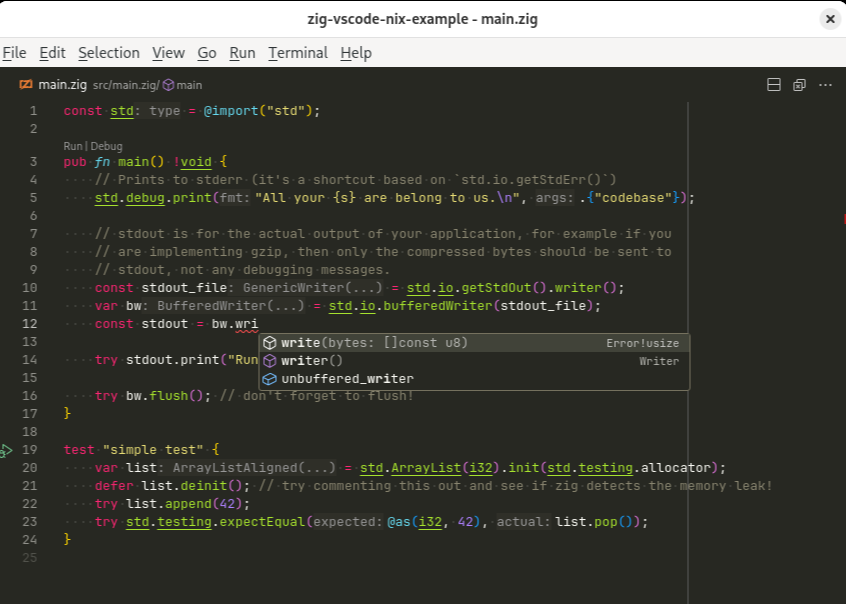 zig-vscode-nix-example - main.zig
File Edit Selection View Go Run Terminal Help
main.zig src/main.zig/ main
1 const std: type = @import("std");
2
Run | Debug
3 pub fn main() !void {
4 // Prints to stderr (it's a shortcut based on `std.io.getStdErr()`)
5 std.debug.print(fmt: "All your {s} are belong to us.\n", args: .{"codebase"});
6
7 // stdout is for the actual output of your application, for example if you
8 // are implementing gzip, then only the compressed bytes should be sent to
9 // stdout, not any debugging messages.
10 const stdout_file: GenericWriter(...) = std.io.getStdOut().writer();
11 var bw: BufferedWriter(...) = std.io.bufferedWriter(stdout_file);
12 const stdout = bw.wri
13 write(bytes: []const u8) Error!usize
14 try stdout.print("Run writer() Writer
15 unbuffered_writer
16 try bw.flush(); // don't forget to flush!
17 }
18
19 test "simple test" {
20 var list: ArrayListAligned(...) = std.ArrayList(i32).init(std.testing.allocator);
21 defer list.deinit(); // try commenting this out and see if zig detects the memory leak!
22 try list.append(42);
23 try std.testing.expectEqual(expected: @as(i32, 42), actual: list.pop());
24 }
25